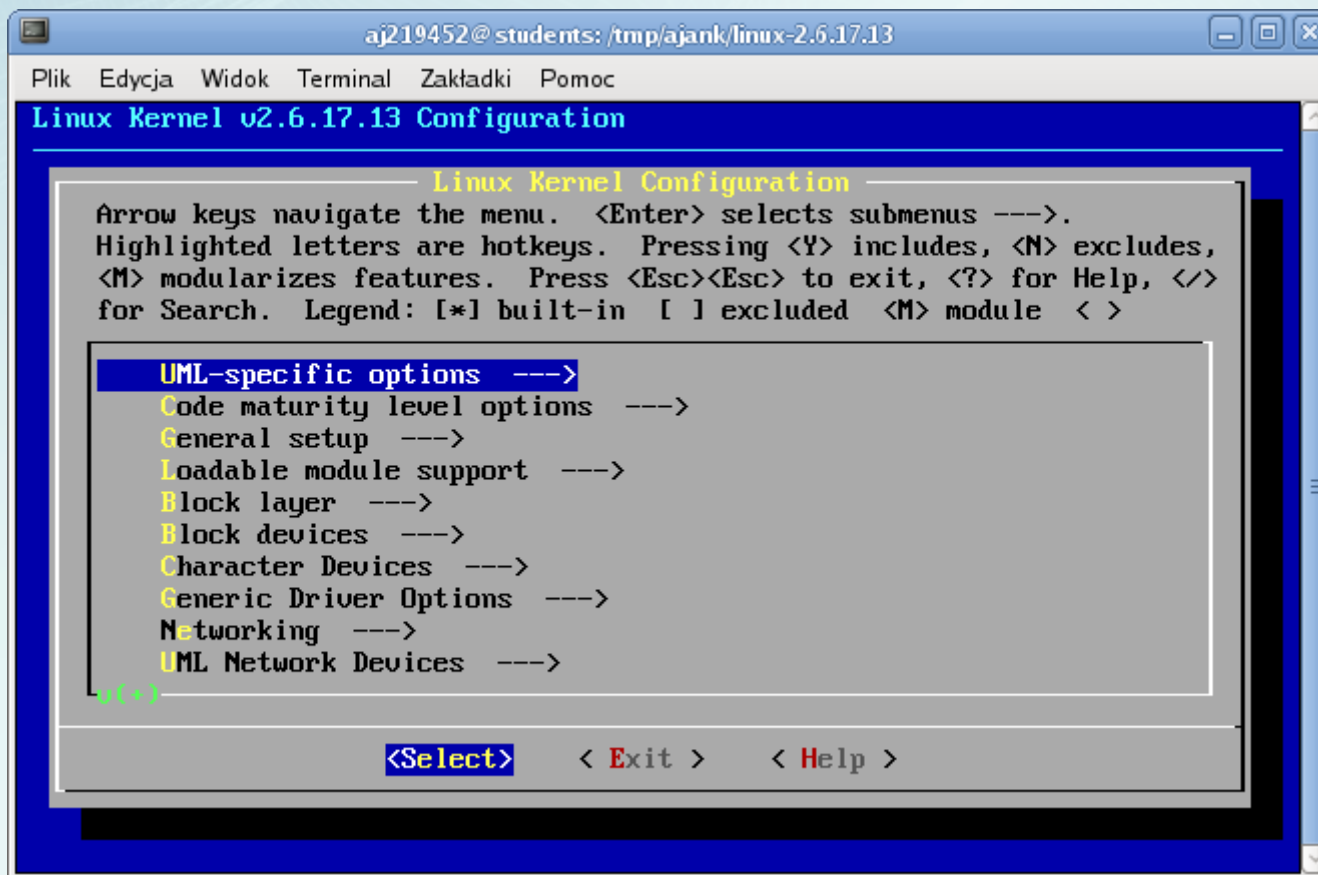 aj219452@students: /tmp/ajank/linux-2.6.17.13
Plik Edycja Widok Terminal Zakładki Pomoc
Linux Kernel v2.6.17.13 Configuration
Linux Kernel Configuration
Arrow keys navigate the menu. <Enter> selects submenus --->.
Highlighted letters are hotkeys. Pressing <Y> includes, <N> excludes,
<M> modularizes features. Press <Esc><Esc> to exit, <?> for Help, </>
for Search. Legend: [*] built-in [ ] excluded <M> module < >
UML-specific options --->
Code maturity level options --->
General setup --->
Loadable module support --->
Block layer --->
Block devices --->
Character Devices --->
Generic Driver Options --->
Networking --->
UML Network Devices --->
v(+)
<Select> < Exit > < Help >